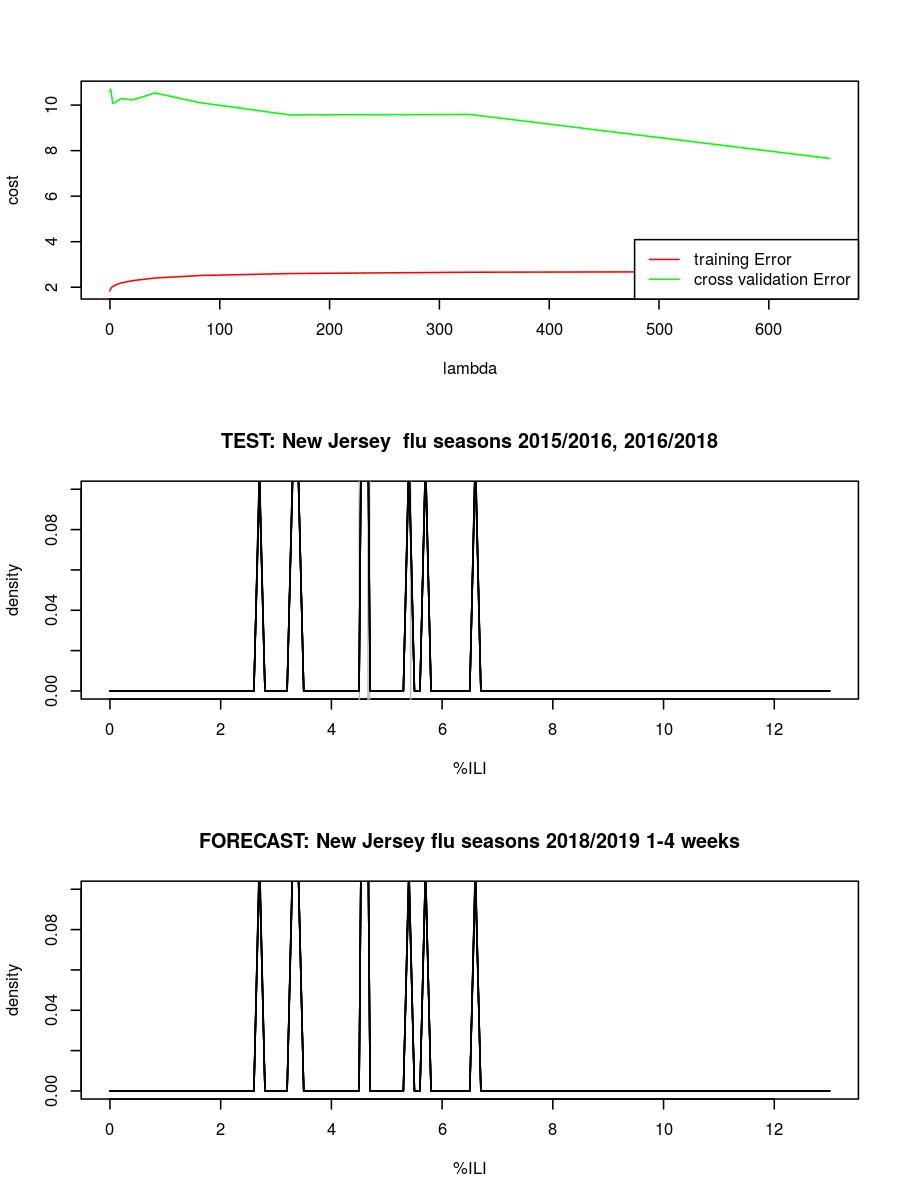 10
8
6
4
2
cost
training Error
cross validation Error
0 100 200 300 400 500 600
lambda
TEST: New Jersey  flu seasons 2015/2016, 2016/2018
0.08
0.04
0.00
density
0 2 4 6 8 10 12
%ILI
FORECAST: New Jersey flu seasons 2018/2019 1-4 weeks
0.08
0.04
0.00
density
0 2 4 6 8 10 12
%ILI